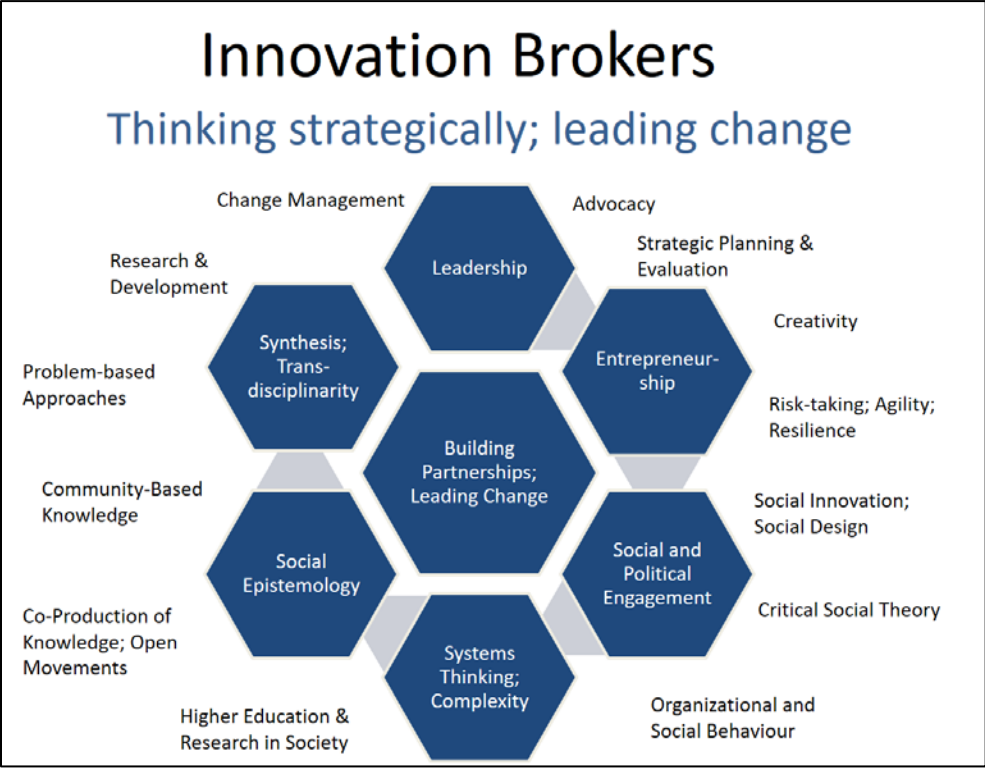 Innovation Brokers
Thinking strategically; leading change
Change Management
Advocacy
Strategic Planning &
Evaluation
Research &
Development
Leadership
Creativity
Synthesis;
Trans-
disciplinarity
Entrepreneur-
ship
Problem-based
Approaches
Risk-taking; Agility;
Resilience
Building
Partnerships;
Leading Change
Community-Based
Knowledge
Social Innovation;
Social Design
Social
Epistemology
Social and
Political
Engagement
Critical Social Theory
Co-Production of
Knowledge; Open
Movements
Systems
Thinking;
Complexity
Higher Education &
Research in Society
Organizational and
Social Behaviour